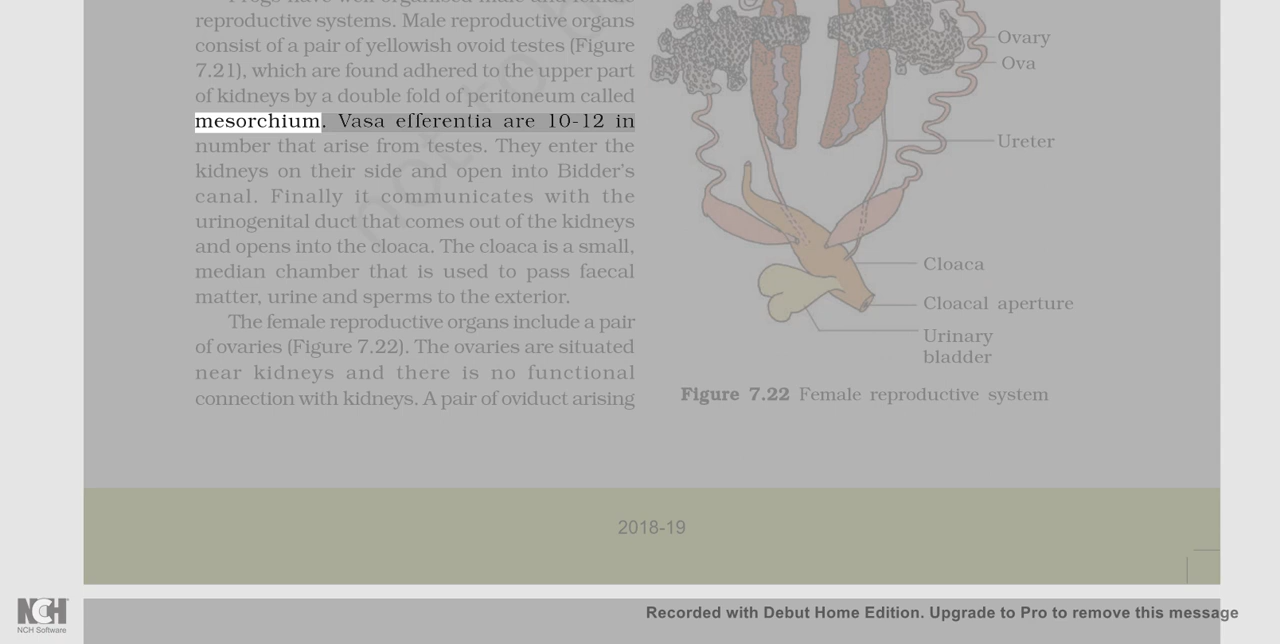 reproductive systems. Male reproductive organs
consist of a pair of yellowish ovoid testes (Figure
7.21), which are found adhered to the upper part
of kidneys by a double fold of peritoneum called
mesorchium. Vasa efferentia are 10-12 in
number that arise from testes. They enter the
kidneys on their side and open into Bidder's
canal. Finally it communicates with the
urinogenital duct that comes out of the kidneys
and opens into the cloaca. The cloaca is a small,
median chamber that is used to pass faecal
matter, urine and sperms to the exterior.
The female reproductive organs include a pair
of ovaries (Figure 7.22). The ovaries are situated
near kidneys and there is no functional
connection with kidneys. A pair of oviduct arising
Ovary
Ova
Ureter
Cloaca
Cloacal aperture
Urinary
bladder
Figure 7.22 Female reproductive system
not to
2018-19
NCH
NCH Software
Recorded with Debut Home Edition. Upgrade to Pro to remove this message